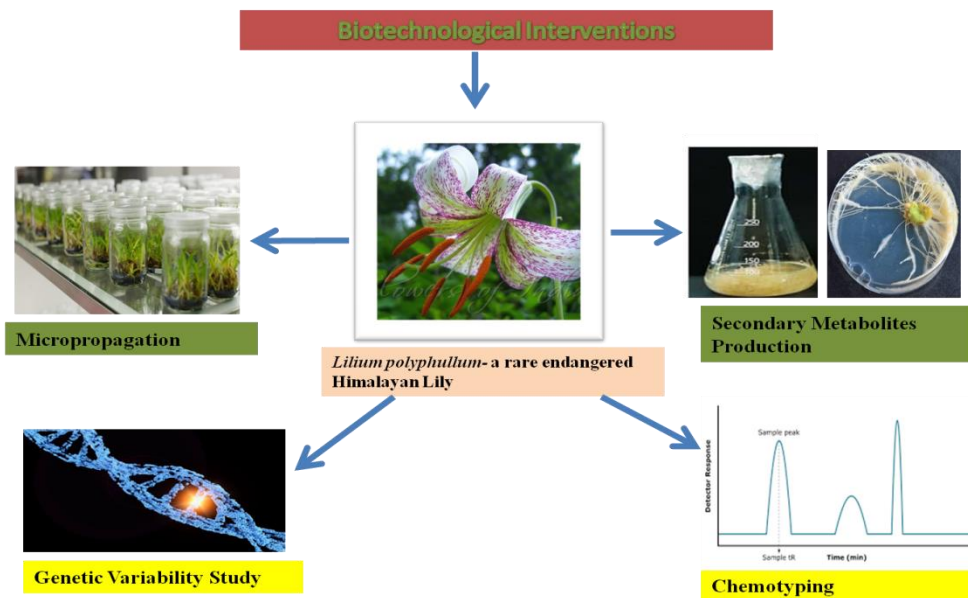 Biotechnological Interventions
250
200
150
Micropropagation
Lilium polyphullum- a rare endangered
Himalayan Lily
Secondary Metabolites
Production
Genetic Variability Study
Sample peak
Detector Response
Sample tR
Time (min)
Chemotyping